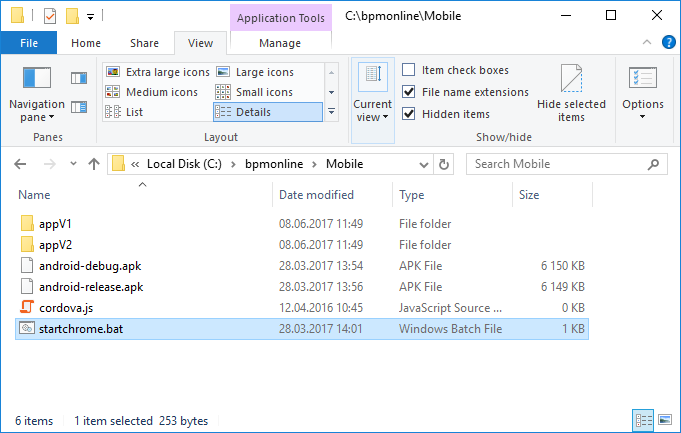 Application Tools C:\bpmonline\Mobile
File Home Share View Manage
Navigation pane
Panes
Extra large icons Large icons
Medium icons Small icons
List Details
Layout
Current view
Item check boxes
File name extensions
Hidden items
Hide selected items
Show/hide
Options
Local Disk (C:) bpmonline Mobile Search Mobile
Name Date modified Type Size
appV1 08.06.2017 11:49 File folder
appV2 08.06.2017 11:49 File folder
android-debug.apk 28.03.2017 13:54 APK File 6 150 KB
android-release.apk 28.03.2017 13:56 APK File 6 149 KB
cordova.js 12.04.2016 10:45 JavaScript Source ... 0 KB
startchrome.bat 28.03.2017 14:01 Windows Batch File 1 KB
6 items 1 item selected 253 bytes